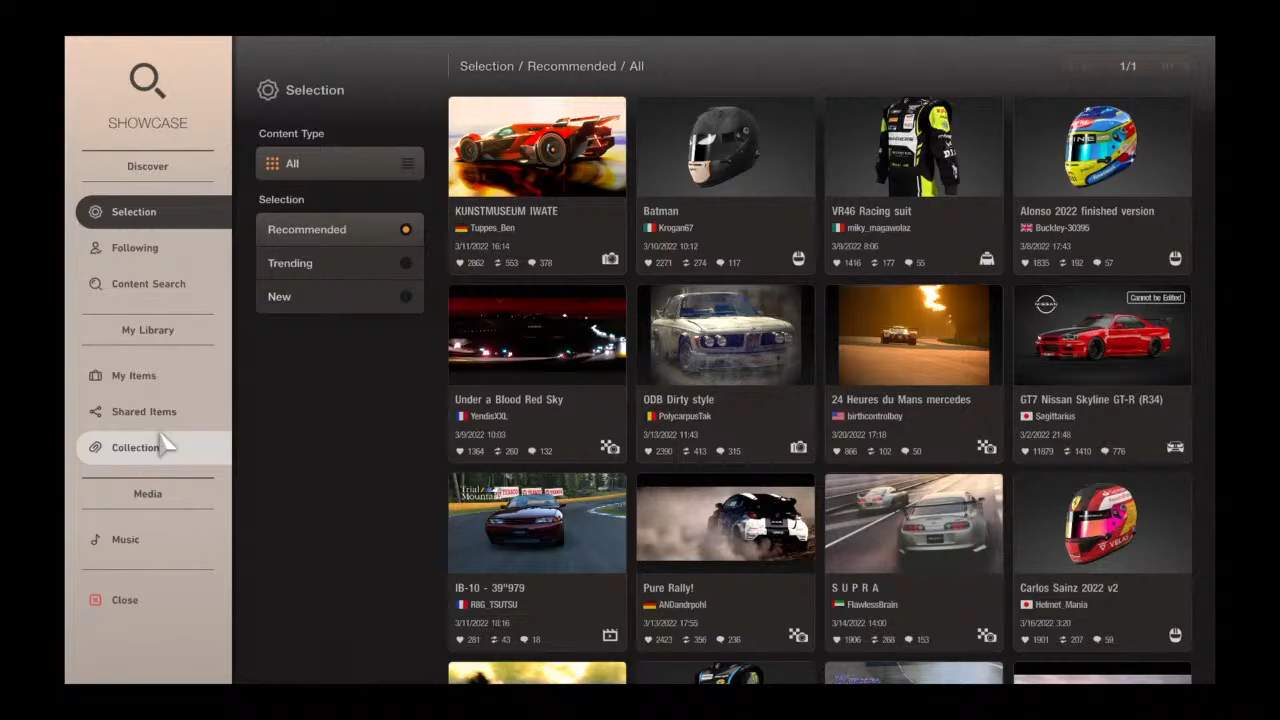 SHOWCASE
Discover
Selection
Following
Content Search
My Library
My Items
Shared Items
Collection
Media
Music
Close
Selection
Content Type
All
Selection
Recommended
Trending
New
Selection / Recommended / All
1/1
KUNSTMUSEUM IWATE
Tuppes_Ben
3/11/2022 16:14
2862 553 378
Batman
Krogan67
3/10/2022 10:12
2271 274 117
VR46 Racing suit
miky_magawolaz
3/9/2022 8:06
1416 177 55
Alonso 2022 finished version
Buckley-30395
3/8/2022 17:43
1835 192 57
Under a Blood Red Sky
YendisXXL
3/9/2022 10:03
1364 260 132
ODB Dirty style
PolycarpusTak
3/13/2022 11:43
2390 413 315
24 Heures du Mans mercedes
birthcontrolboy
3/20/2022 17:18
866 102 50
NISSAN
Cannot be Edited
GT7 Nissan Skyline GT-R (R34)
Sagittarius
3/2/2022 21:48
11879 1410 776
Trial
Mountain
TEXACO
IB-10 - 39"979
R8G_TSUTSU
3/11/2022 18:16
281 43 18
Pure Rally!
ANDandrpohl
3/13/2022 17:55
2423 356 236
S U P R A
FlawlessBrain
3/14/2022 14:00
1906 268 153
VELAS
Carlos Sainz 2022 v2
Helmet_Mania
3/16/2022 3:20
1901 207 59